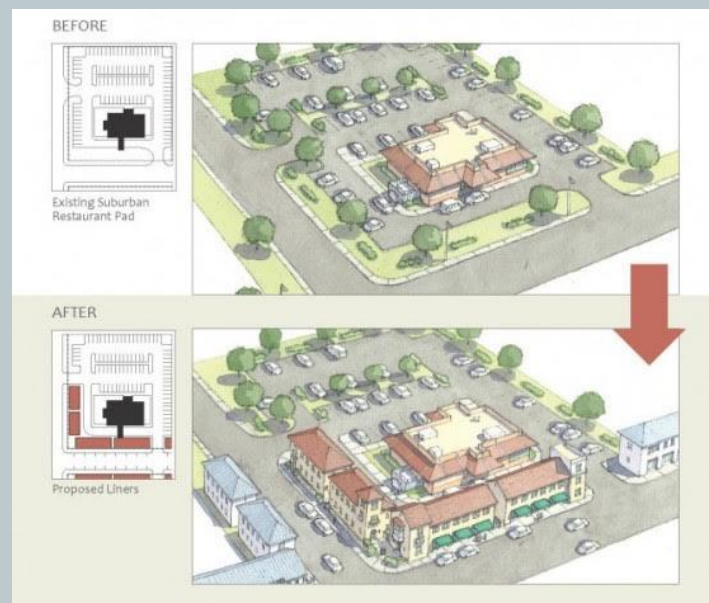 BEFORE
Existing Suburban
Restaurant Pad
AFTER
Proposed Liners